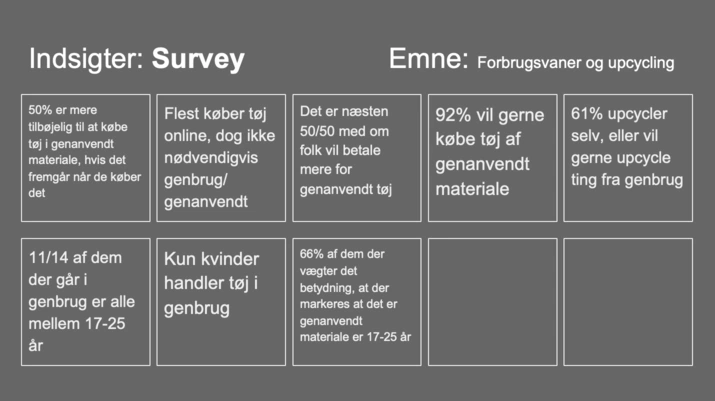 Indsigter: Survey
Emne: Forbrugsvaner og upcycling
50% er mere
tilbøjelig til at købe
tøj i genanvendt
materiale, hvis det
fremgår når de køber
det
Flest køber tøj
online, dog ikke
nødvendigvis
genbrug/
genanvendt
Det er næsten
50/50 med om
folk vil betale
mere for
genanvendt tøj
92% vil gerne
købe tøj af
genanvendt
materiale
61% upcycler
selv, eller vil
gerne upcycle
ting fra genbrug
11/14 af dem
der går i
genbrug er alle
mellem 17-25
år
Kun kvinder
handler tøj i
genbrug
66% af dem der
vægter det
betydning, at der
markeres at det er
genanvendt
materiale er 17-25 år